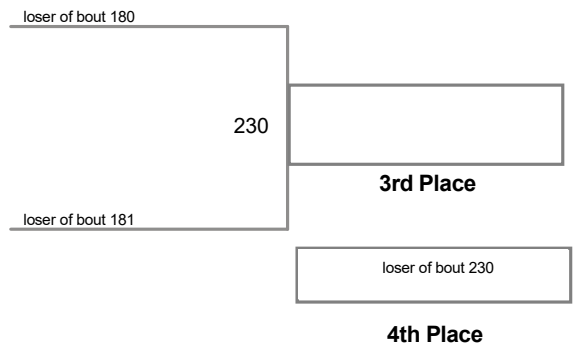 loser of bout 180
230
3rd Place
loser of bout 181
loser of bout 230
4th Place